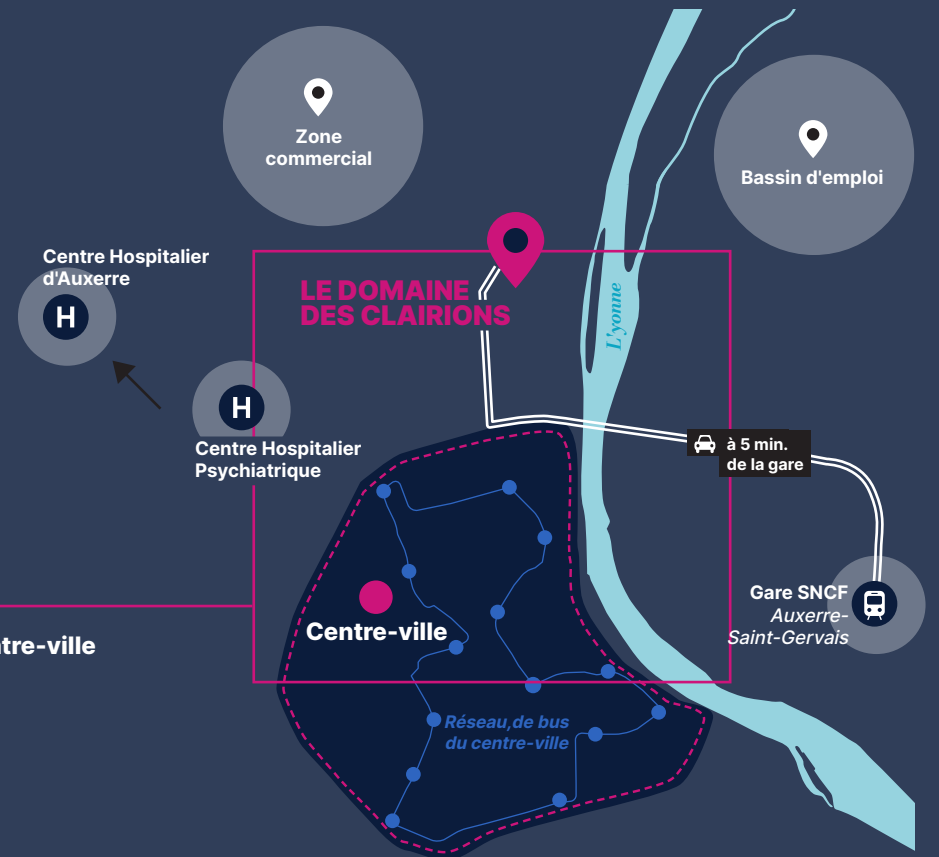 Zone
commercial
Bassin d'emploi
Centre Hospitalier
d'Auxerre
H
LE DOMAINE
DES CLAIRIONS
L'yonne
H
Centre Hospitalier
Psychiatrique
à 5 min.
de la gare
Gare SNCF
Auxerre-
Saint-Gervais
Centre-ville
tre-ville
Réseau,de bus
du centre-ville